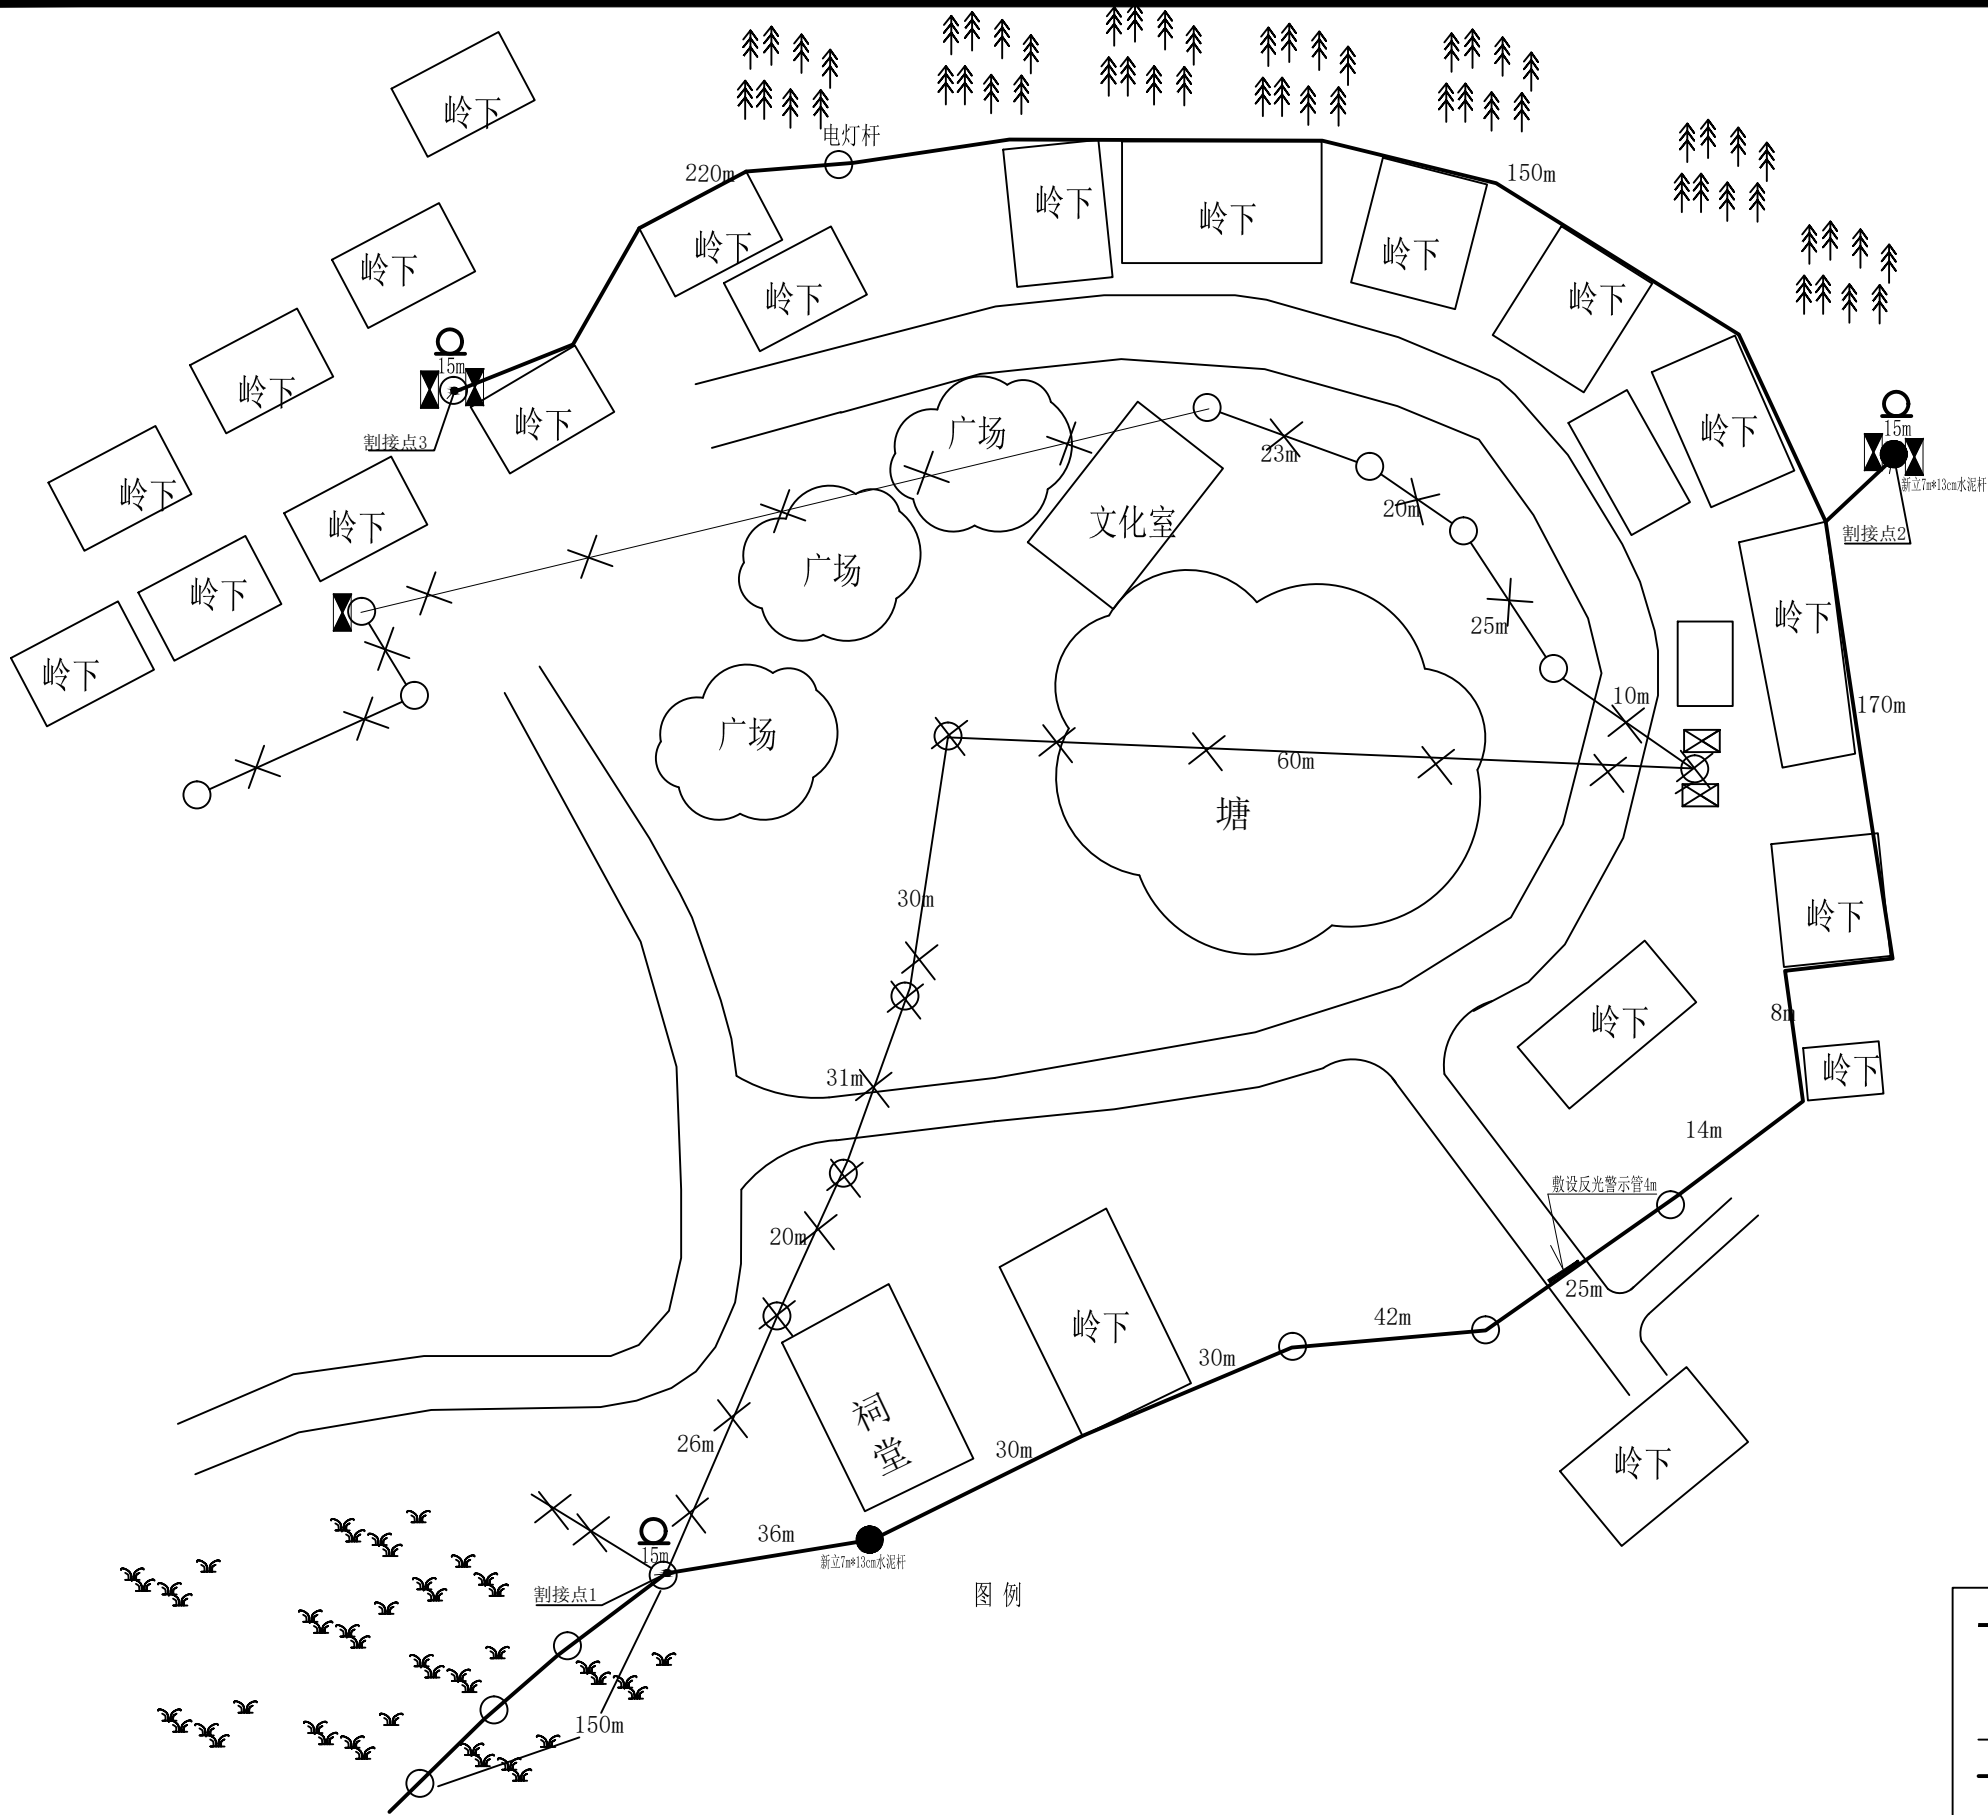 岭下
电灯杆
220m
150m
岭下
岭下
岭下
岭下
岭下
岭下
岭下
岭下
15m
岭下
岭下
割接点3
广场
23m
岭下
15m
新立7m*13cm水泥杆
割接点2
岭下
岭下
20m
文化室
广场
岭下
岭下
25m
岭下
10m
170m
广场
60m
塘
30m
岭下
岭下
8m
岭下
31m
14m
敷设反光警示管4m
20m
25m
42m
岭下
30m
祠
堂
26m
30m
岭下
36m
15m
新立7m*13cm水泥杆
割接点1
图 例
150m